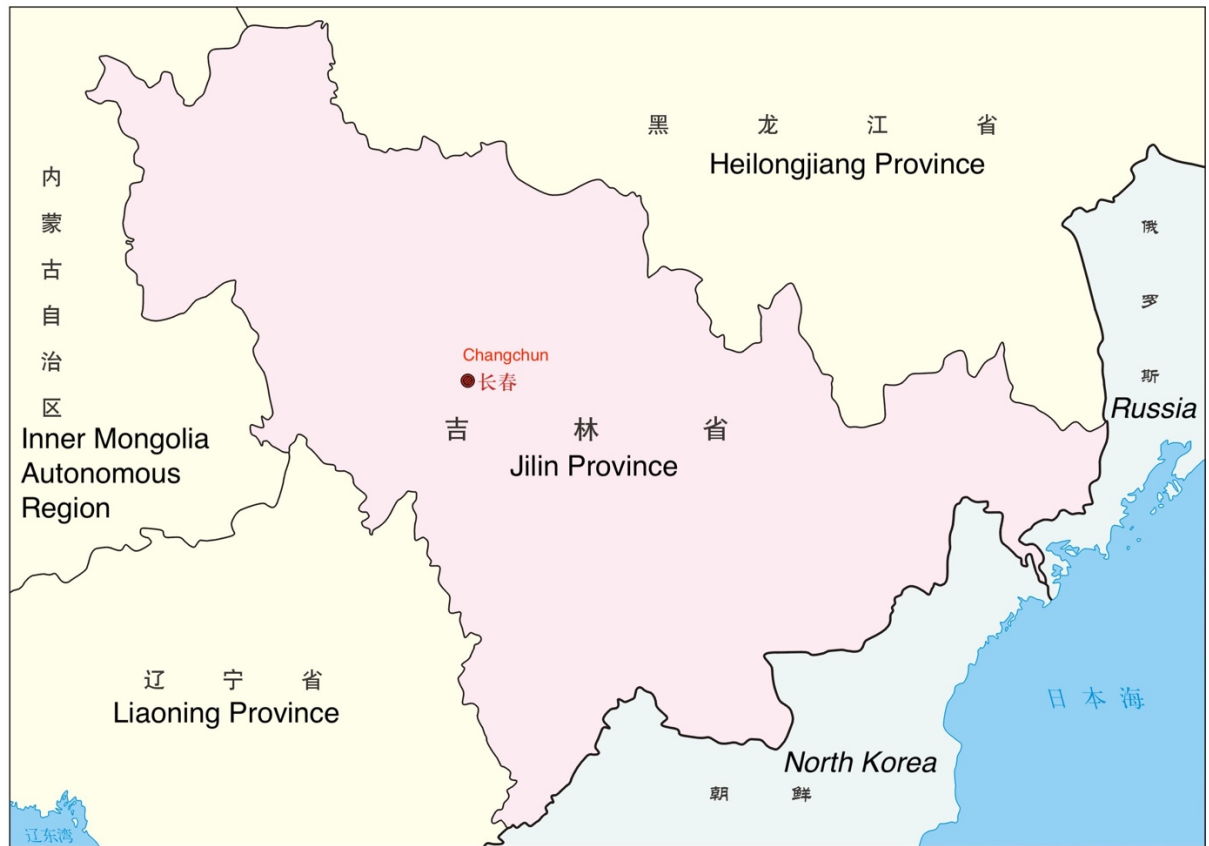 黑龙江省
Heilongjiang Province
内蒙古自治区
Inner Mongolia
Autonomous
Region
俄罗斯
Russia
Changchun
长春
吉林省
Jilin Province
辽宁省
Liaoning Province
日本海
North Korea
朝鲜
辽东湾